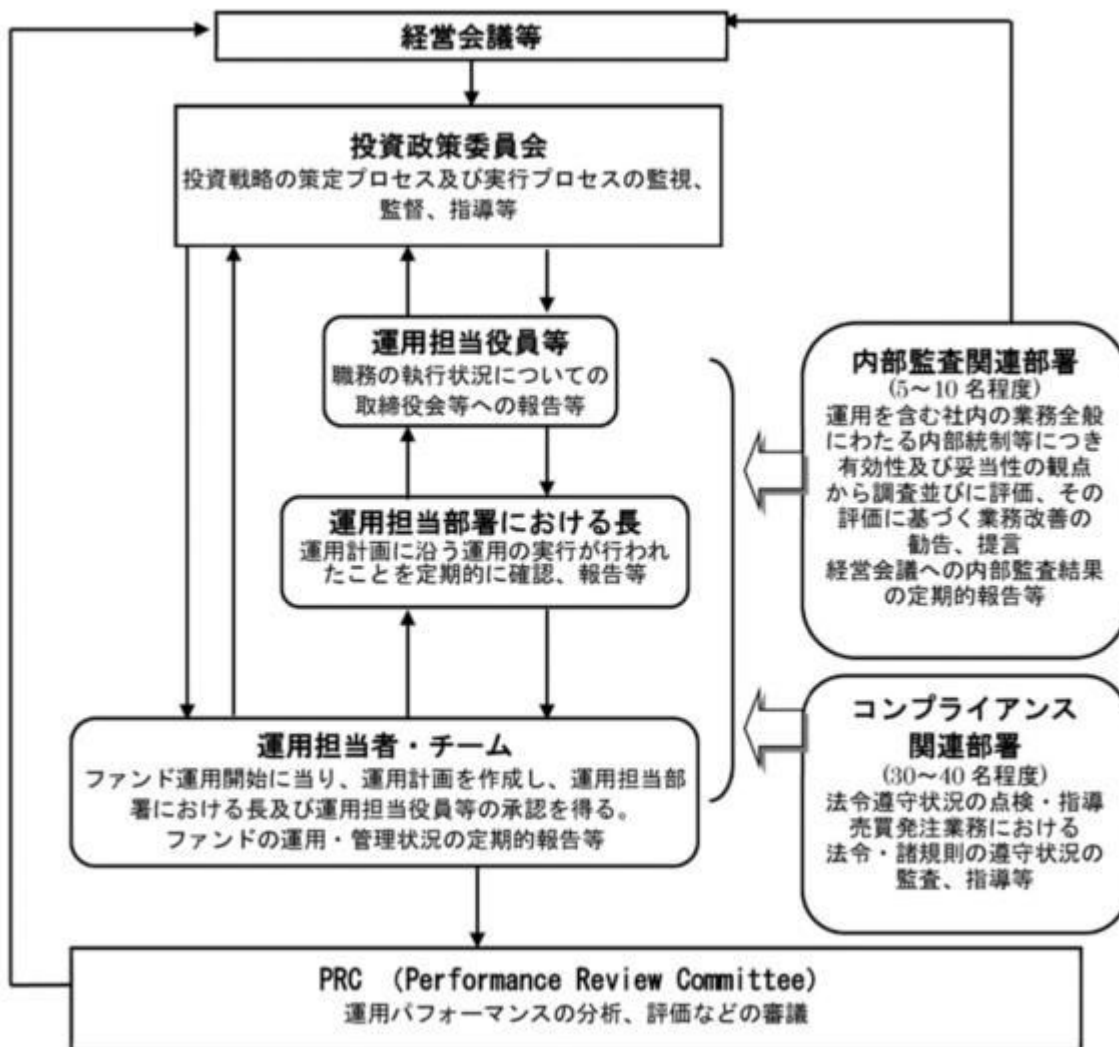 経営会議等
投資政策委員会
投資戦略の策定プロセス及び実行プロセスの監視、
監督、指導等
運用担当役員等
職務の執行状況についての
取締役会等への報告等
運用担当部署における長
運用計画に沿う運用の実行が行われ
たことを定期的に確認、報告等
運用担当者・チーム
ファンド運用開始に当り、運用計画を作成し、運用担当部
署における長及び運用担当役員等の承認を得る。
ファンドの運用・管理状況の定期的報告等
内部監査関連部署
(5～10 名程度)
運用を含む社内の業務全般
にわたる内部統制等につき
有効性及び妥当性の観点
から調査並びに評価、その
評価に基づく業務改善の
勧告、提言
経営会議への内部監査結果
の定期的報告等
コンプライアンス
関連部署
(30～40 名程度)
法令遵守状況の点検・指導
売買発注業務における
法令・諸規則の遵守状況の
監査、指導等
PRC （Performance Review Committee）
運用パフォーマンスの分析、評価などの審議